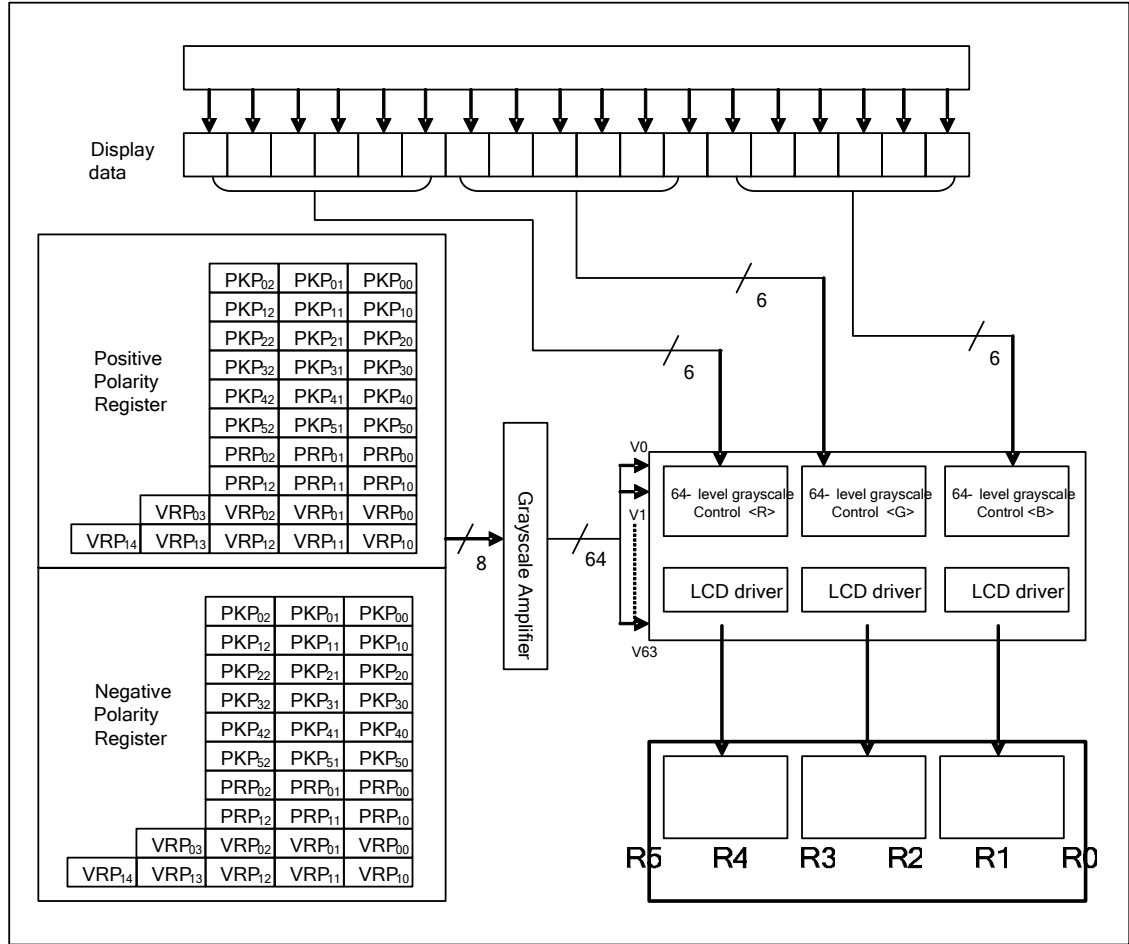 Display
data
PKP02 PKP01 PKP00
PKP12 PKP11 PKP10
PKP22 PKP21 PKP20
PKP32 PKP31 PKP30
PKP42 PKP41 PKP40
PKP52 PKP51 PKP50
PRP02 PRP01 PRP00
PRP12 PRP11 PRP10
VRP03 VRP02 VRP01 VRP00
VRP14 VRP13 VRP12 VRP11 VRP10
Positive
Polarity
Register
6
6
6
8
Grayscale Amplifier
64
V0
V1
V63
64- level grayscale
Control <R>
64- level grayscale
Control <G>
64- level grayscale
Control <B>
LCD driver
LCD driver
LCD driver
Negative
Polarity
Register
PKP02 PKP01 PKP00
PKP12 PKP11 PKP10
PKP22 PKP21 PKP20
PKP32 PKP31 PKP30
PKP42 PKP41 PKP40
PKP52 PKP51 PKP50
PRP02 PRP01 PRP00
PRP12 PRP11 PRP10
VRP03 VRP02 VRP01 VRP00
VRP14 VRP13 VRP12 VRP11 VRP10
R5 R4 R3 R2 R1 R0